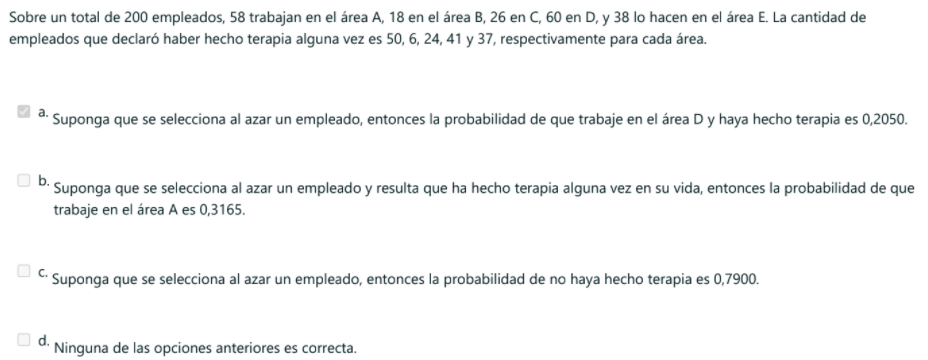 Sobre un total de 200 empleados, 58 trabajan en el área A, 18 en el área B, 26 en C, 60 en D, y 38 lo hacen en el área E. La cantidad de
empleados que declaró haber hecho terapia alguna vez es 50, 6, 24, 41 y 37, respectivamente para cada área.
a. Suponga que se selecciona al azar un empleado, entonces la probabilidad de que trabaje en el área D y haya hecho terapia es 0,2050.
b. Suponga que se selecciona al azar un empleado y resulta que ha hecho terapia alguna vez en su vida, entonces la probabilidad de que
trabaje en el área A es 0,3165.
c. Suponga que se selecciona al azar un empleado, entonces la probabilidad de no haya hecho terapia es 0,7900.
d. Ninguna de las opciones anteriores es correcta.